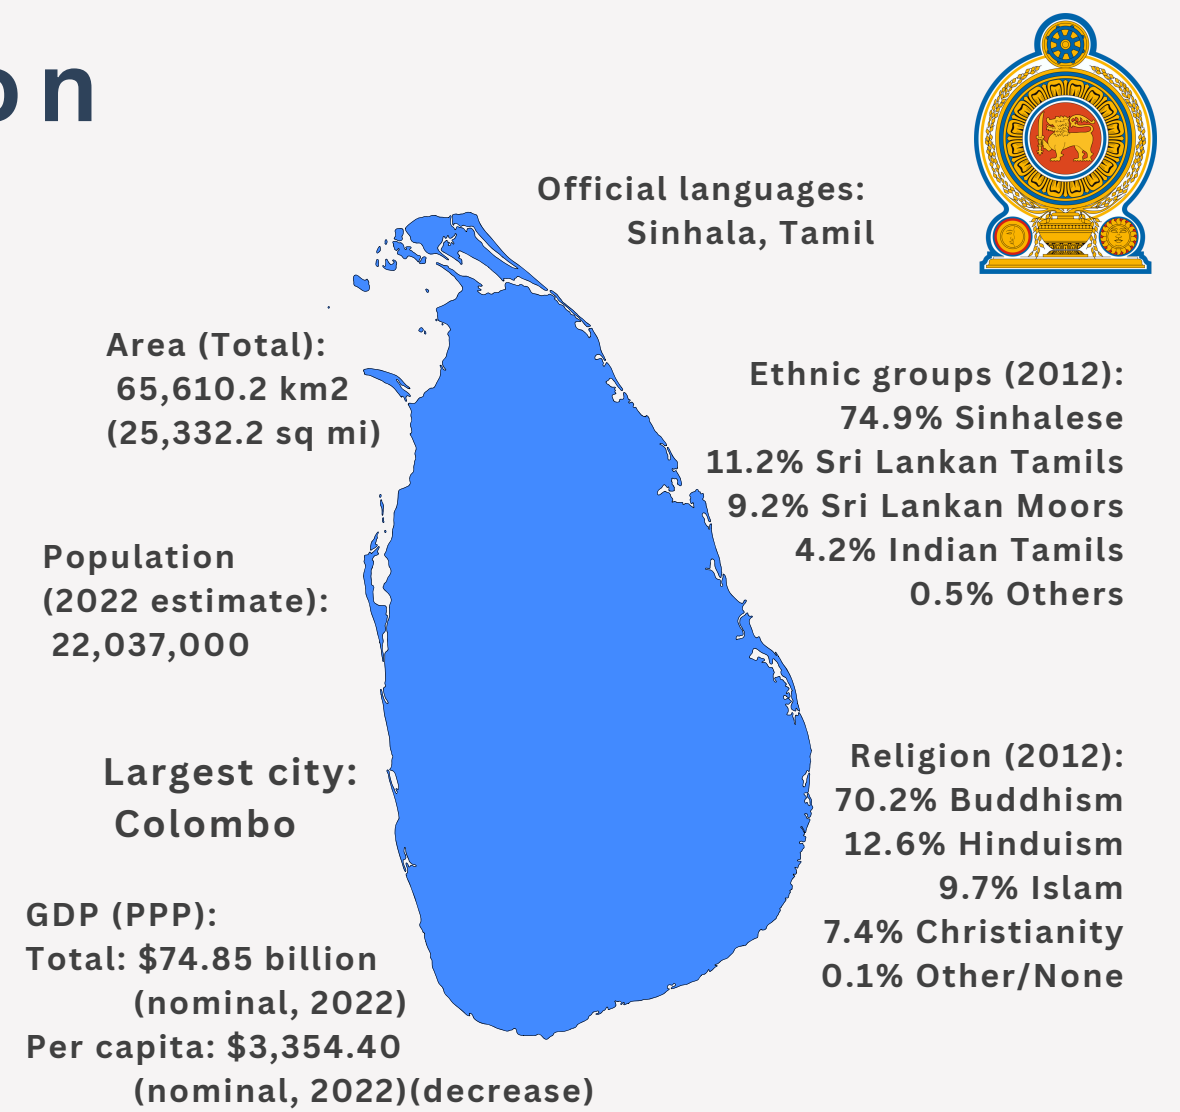 on
Official languages:
Sinhala, Tamil
Area (Total):
65,610.2 km2
(25,332.2 sq mi)
Ethnic groups (2012):
74.9% Sinhalese
11.2% Sri Lankan Tamils
9.2% Sri Lankan Moors
4.2% Indian Tamils
0.5% Others
Population
(2022 estimate):
22,037,000
Largest city:
Colombo
Religion (2012):
70.2% Buddhism
12.6% Hinduism
9.7% Islam
7.4% Christianity
0.1% Other/None
GDP (PPP):
Total: $74.85 billion
(nominal, 2022)
Per capita: $3,354.40
(nominal, 2022)(decrease)